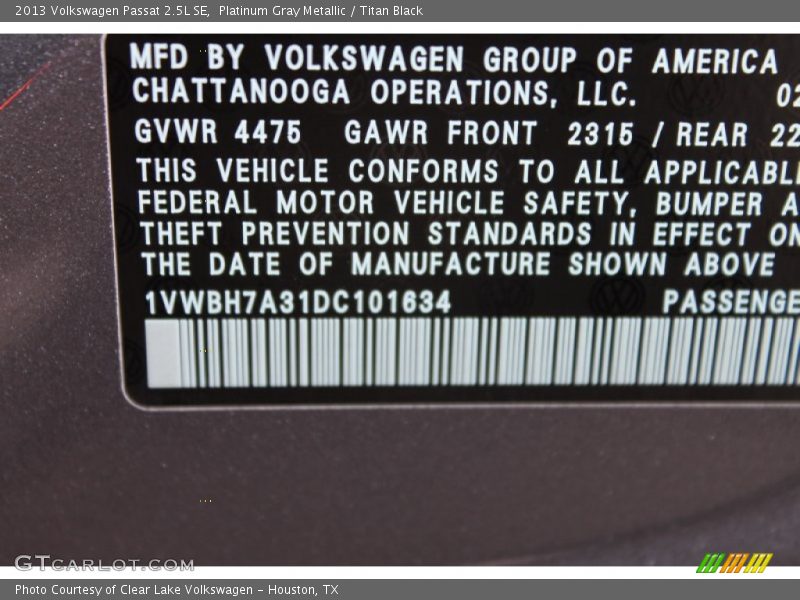 2013 Volkswagen Passat 2.5L SE, Platinum Gray Metallic / Titan Black
MFD BY VOLKSWAGEN GROUP OF AMERICA
CHATTANOOGA OPERATIONS, LLC. 02
GVWR 4475 GAWR FRONT 2315 / REAR 22
THIS VEHICLE CONFORMS TO ALL APPLICABL
FEDERAL MOTOR VEHICLE SAFETY, BUMPER A
THEFT PREVENTION STANDARDS IN EFFECT ON
THE DATE OF MANUFACTURE SHOWN ABOVE
1VWBH7A31DC101634 PASSENGE
GTCARLOT.COM
Photo Courtesy of Clear Lake Volkswagen – Houston, TX